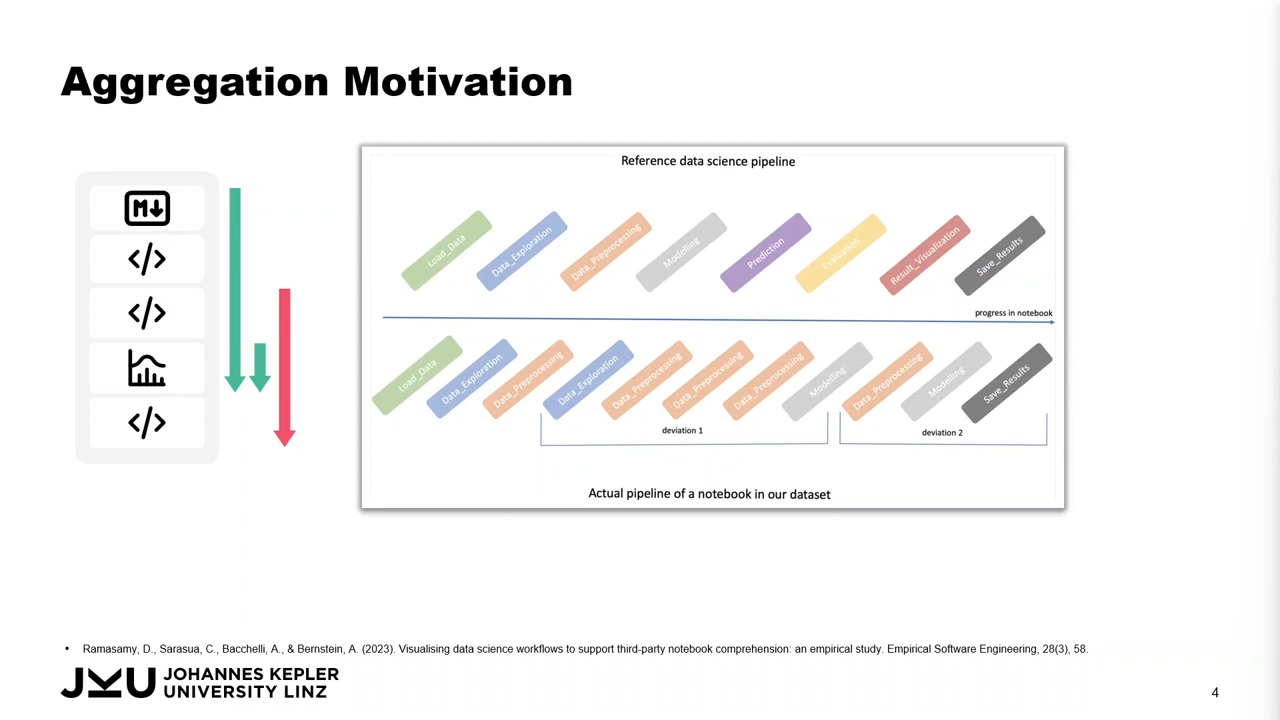 Aggregation Motivation
M
</>
</>
</>
Reference data science pipeline
Load_Data
Data_Exploration
Data_Preprocessing
Modelling
Prediction
Evaluation
Result_Visualization
Save_Results
progress in notebook
Load_Data
Data_Exploration
Data_Preprocessing
Data_Exploration
Data_Preprocessing
Data_Preprocessing
Data_Preprocessing
Modelling
Data_Preprocessing
Modelling
Save_Results
deviation 1
deviation 2
Actual pipeline of a notebook in our dataset
• Ramasamy, D., Sarasua, C., Bacchelli, A., & Bernstein, A. (2023). Visualising data science workflows to support third-party notebook comprehension: an empirical study. Empirical Software Engineering, 28(3), 58.
JKU JOHANNES KEPLER
UNIVERSITY LINZ
4